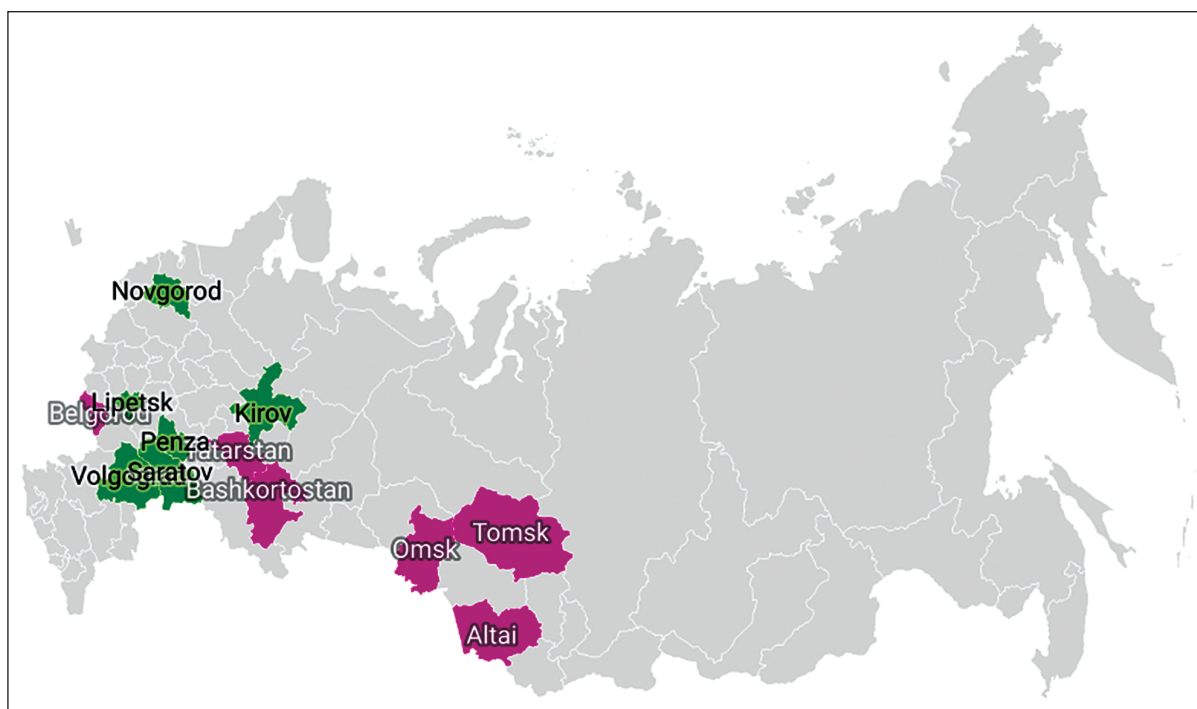 Novgorod
Lipetsk
Belgorod
Kirov
Penza
Tatarstan
Saratov
Bashkortostan
Tomsk
Omsk
Altai